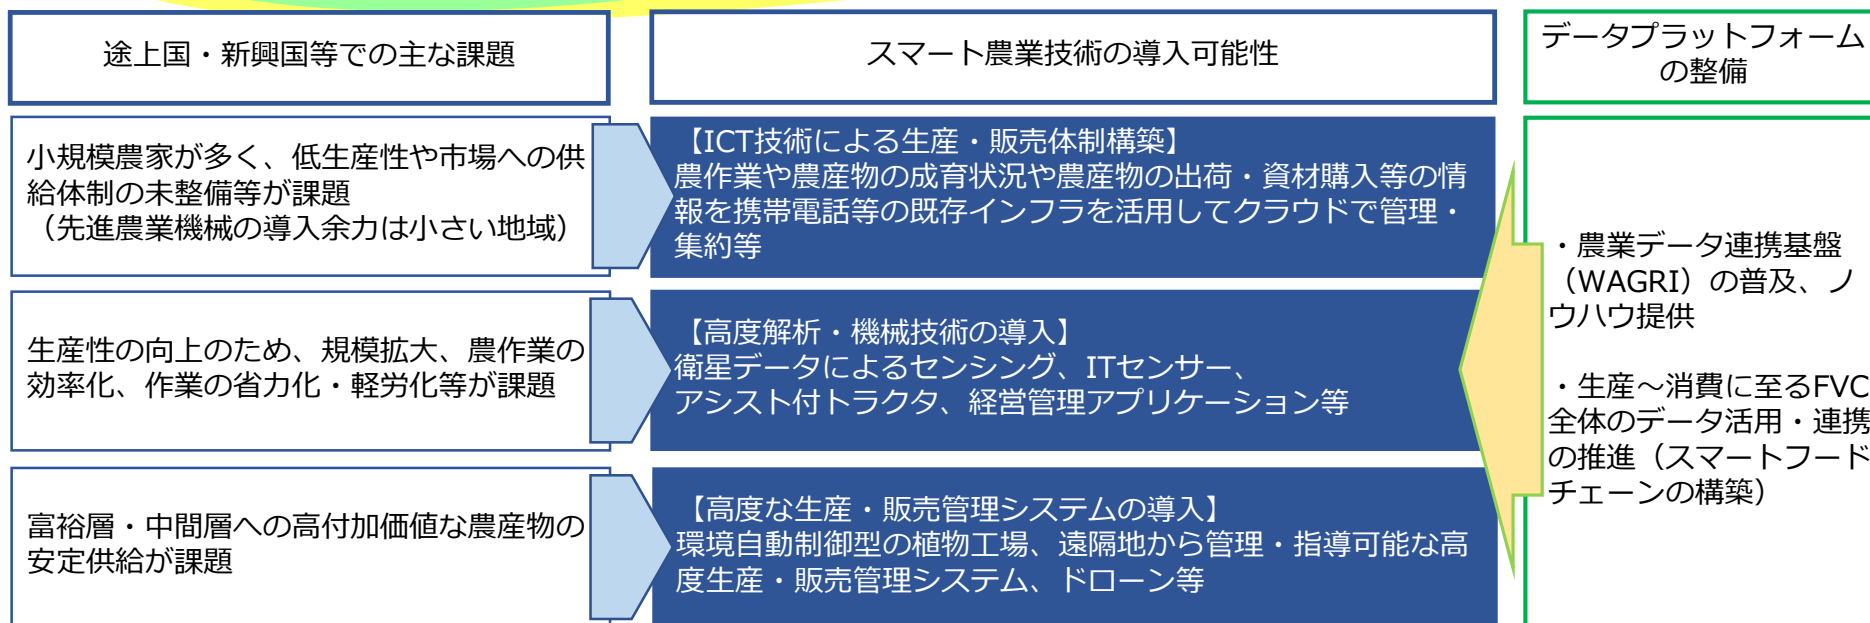 途上国・新興国等での主な課題
スマート農業技術の導入可能性
データプラットフォーム
の整備
小規模農家が多く、低生産性や市場への供
給体制の未整備等が課題
（先進農業機械の導入余力は小さい地域）
【ICT技術による生産・販売体制構築】
農作業や農産物の成育状況や農産物の出荷・資材購入等の情
報を携帯電話等の既存インフラを活用してクラウドで管理・
集約等
生産性の向上のため、規模拡大、農作業の
効率化、作業の省力化・軽労化等が課題
【高度解析・機械技術の導入】
衛星データによるセンシング、ITセンサー、
アシスト付トラクタ、経営管理アプリケーション等
富裕層・中間層への高付加価値な農産物の
安定供給が課題
【高度な生産・販売管理システムの導入】
環境自動制御型の植物工場、遠隔地から管理・指導可能な高
度生産・販売管理システム、ドローン等
・農業データ連携基盤
（WAGRI）の普及、ノ
ウハウ提供
・生産～消費に至るFVC
全体のデータ活用・連携
の推進（スマートフード
チェーンの構築）